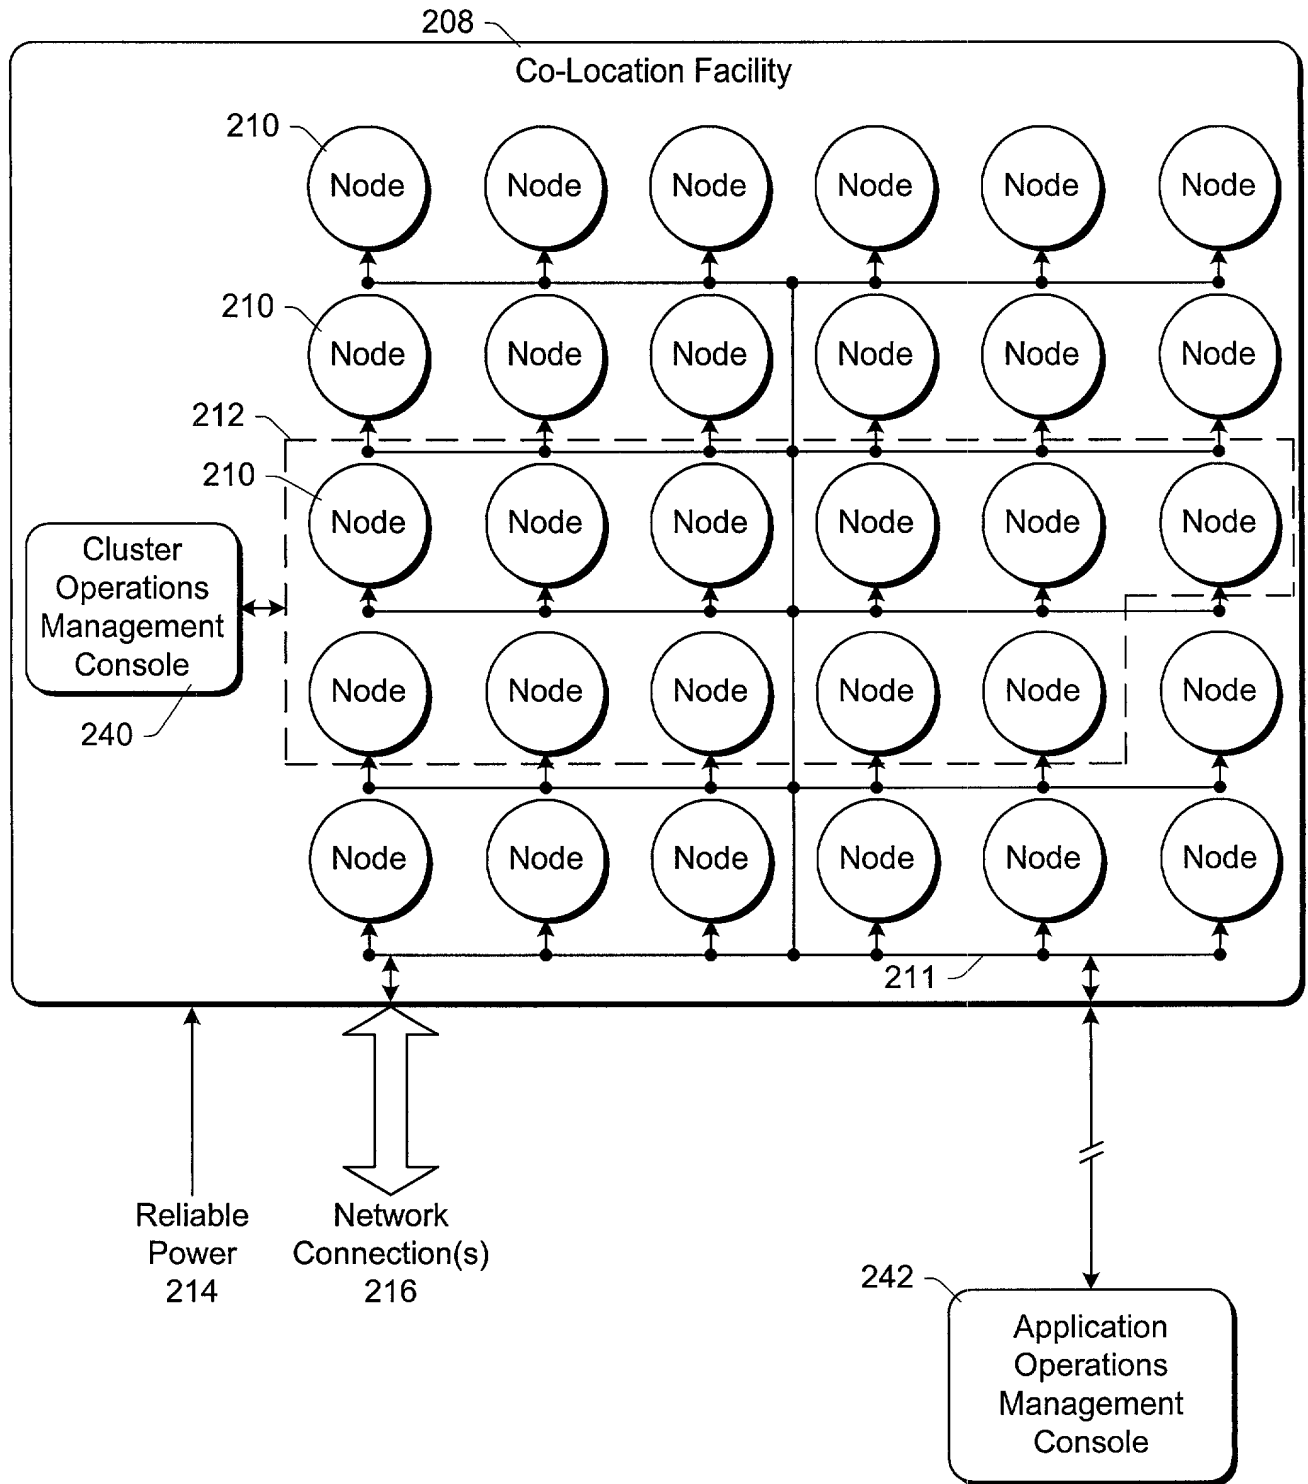 208
Co-Location Facility
210
Node Node Node Node Node Node
210
Node Node Node Node Node Node
212
210
Node Node Node Node Node Node
Cluster
Operations
Management
Console
240
Node Node Node Node Node Node
Node Node Node Node Node Node
211
Reliable
Power
214
Network
Connection(s)
216
242
Application
Operations
Management
Console